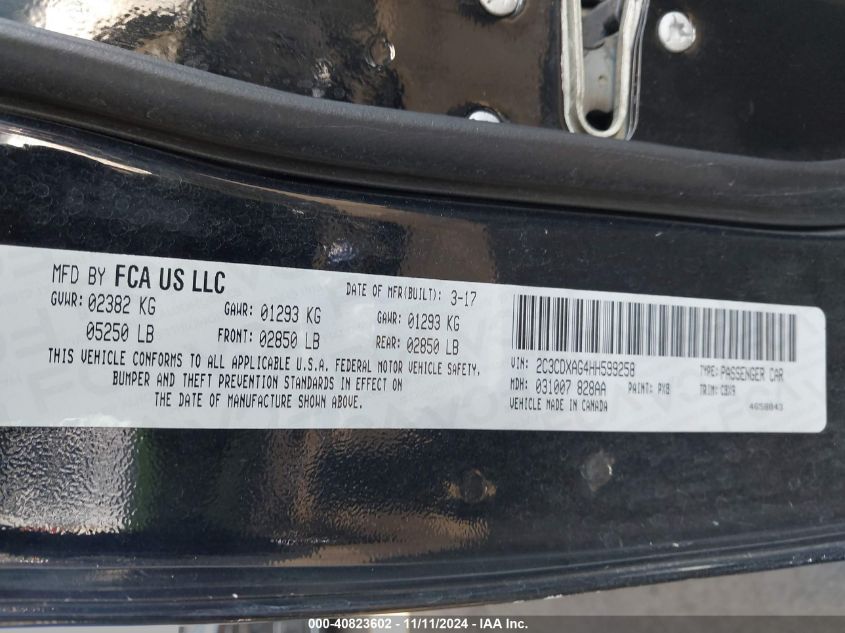 MFD BY FCA US LLC
DATE OF MFR(BUILT): 3-17
GVWR: 02382 KG
GAWR: 01293 KG
GAWR: 01293 KG
05250 LB
FRONT: 02850 LB
REAR: 02850 LB
THIS VEHICLE CONFORMS TO ALL APPLICABLE U.S.A. FEDERAL MOTOR VEHICLE SAFETY,
BUMPER AND THEFT PREVENTION STANDARDS IN EFFECT ON
THE DATE OF MANUFACTURE SHOWN ABOVE.
VIN: 2C3CDXAG4HH599258
TYPE: PASSENGER CAR
MDH: 031007 828AA
PAINT: PX8
TRIM: CBX9
VEHICLE MADE IN CANADA
4658843
000-40823602 - 11/11/2024 - IAA Inc.